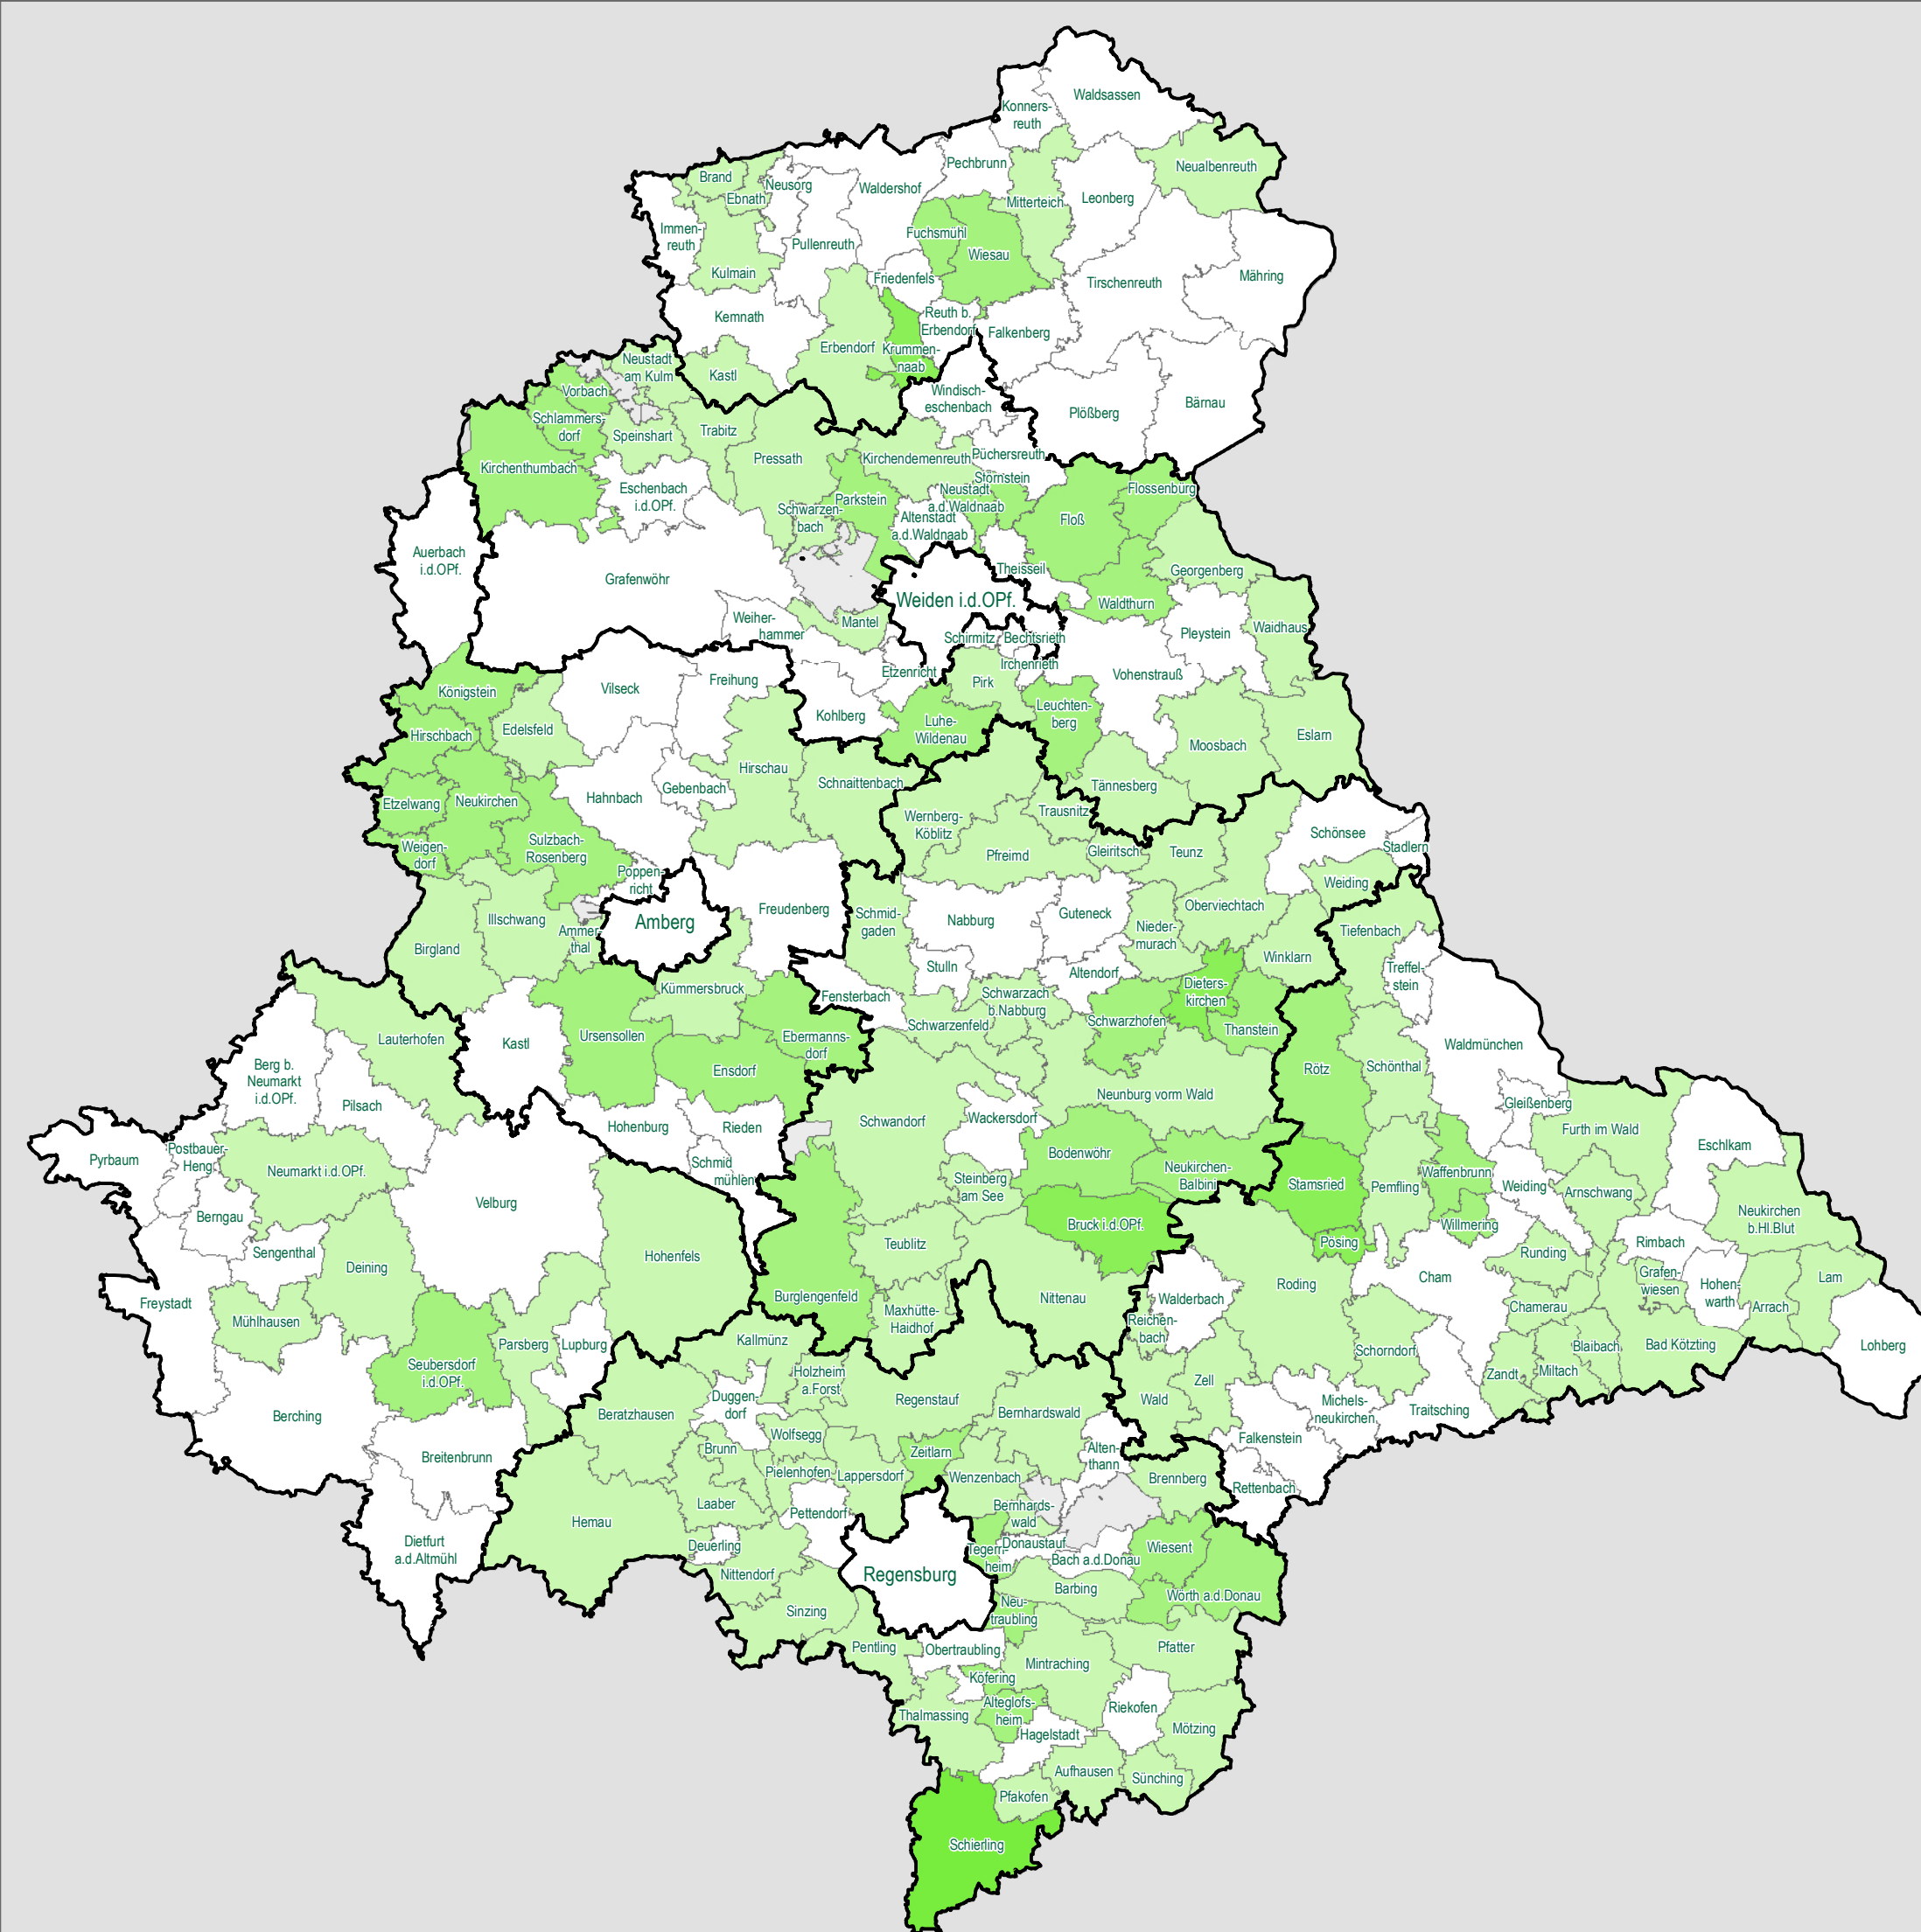 Waldsassen
Konners-
reuth
Pechbrunn
Neualbenreuth
Brand
Neusorg
Ebnath
Waldershof
Mitterteich
Leonberg
Immen-
reuth
Pullenreuth
Fuchsmühl
Wiesau
Kulmain
Friedenfels
Tirschenreuth
Mähring
Kemnath
Reuth b.
Erbendorf
Falkenberg
Erbendorf
Krummen-
naab
Neustadt
am Kulm
Kastl
Vorbach
Windisch-
eschenbach
Plößberg
Bärnau
Schlammers-
dorf
Speinshart
Trabitz
Kirchenthumbach
Pressath
Kirchendemenreuth
Püchersreuth
Störnstein
Eschenbach
i.d.OPf.
Parkstein
Neustadt
a.d.Waldnaab
Flossenbürg
Schwarzen-
bach
Altenstadt
a.d.Waldnaab
Floß
Auerbach
i.d.OPf.
Grafenwöhr
Theisseil
Georgenberg
Weiden i.d.OPf.
Waldthurn
Weiher-
hammer
Mantel
Schirmitz
Bechtsrieth
Pleystein
Waidhaus
Etzenricht
Irchenrieth
Vohenstrauß
Königstein
Vilseck
Freihung
Pirk
Kohlberg
Luhe-
Wildenau
Leuchten-
berg
Hirschbach
Edelsfeld
Moosbach
Eslarn
Hirschau
Schnaittenbach
Tännesberg
Etzelwang
Neukirchen
Hahnbach
Gebenbach
Wernberg-
Köblitz
Trausnitz
Schönsee
Stadlern
Weigen-
dorf
Sulzbach-
Rosenberg
Pfreimd
Gleiritsch
Teunz
Poppen-
richt
Weiding
Illschwang
Amberg
Freudenberg
Schmid-
gaden
Nabburg
Guteneck
Oberviechtach
Birgland
Ammer-
thal
Nieder-
murach
Tiefenbach
Stulln
Altendorf
Winklarn
Treffel-
stein
Kümmersbruck
Fensterbach
Schwarzach
b.Nabburg
Dieters-
kirchen
Lauterhofen
Kastl
Ursensollen
Ebermanns-
dorf
Schwarzenfeld
Schwarzhofen
Thanstein
Waldmünchen
Berg b.
Neumarkt
i.d.OPf.
Ensdorf
Rötz
Schönthal
Pilsach
Neunburg vorm Wald
Gleißenberg
Hohenburg
Rieden
Schwandorf
Wackersdorf
Furth im Wald
Eschlkam
Pyrbaum
Postbauer-
Heng
Neumarkt i.d.OPf.
Schmid
mühlen
Bodenwöhr
Neukirchen-
Balbini
Waffenbrunn
Steinberg
am See
Stamsried
Pemfling
Weiding
Arnschwang
Berngau
Velburg
Bruck i.d.OPf.
Willmering
Neukirchen
b.Hl.Blut
Sengenthal
Hohenfels
Teublitz
Pösing
Runding
Rimbach
Deining
Roding
Cham
Grafen-
wiesen
Hohen-
warth
Lam
Freystadt
Mühlhausen
Burglengenfeld
Maxhütte-
Haidhof
Nittenau
Walderbach
Reichen-
bach
Chamerau
Arrach
Parsberg
Lupburg
Kallmünz
Schorndorf
Blaibach
Bad Kötzting
Lohberg
Seubersdorf
i.d.OPf.
Holzheim
a.Forst
Zell
Zandt
Miltach
Berching
Beratzhausen
Duggen-
dorf
Regenstauf
Bernhardswald
Wald
Michels-
neukirchen
Traitsching
Breitenbrunn
Brunn
Wolfsegg
Zeitlarn
Alten-
thann
Falkenstein
Pielenhofen
Lappersdorf
Wenzenbach
Brennberg
Rettenbach
Laaber
Pettendorf
Bernhards-
wald
Hemau
Dietfurt
a.d.Altmühl
Deuerling
Tegern-
heim
Donaustauf
Bach a.d.Donau
Wiesent
Nittendorf
Regensburg
Barbing
Wörth a.d.Donau
Sinzing
Neu-
traubling
Pentling
Obertraubling
Mintraching
Pfatter
Köfering
Thalmassing
Alteglofs-
heim
Riekofen
Hagelstadt
Mötzing
Aufhausen
Sünching
Pfakofen
Schierling